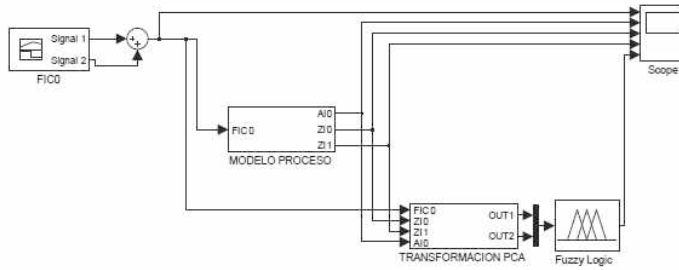 Signal 1
Signal 2
FIC0
Scope
FIC0
AI0
ZI0
ZI1
MODELO PROCESO
FIC0
ZI0
ZI1
AI0
OUT1
OUT2
TRANSFORMACION PCA
Fuzzy Logic